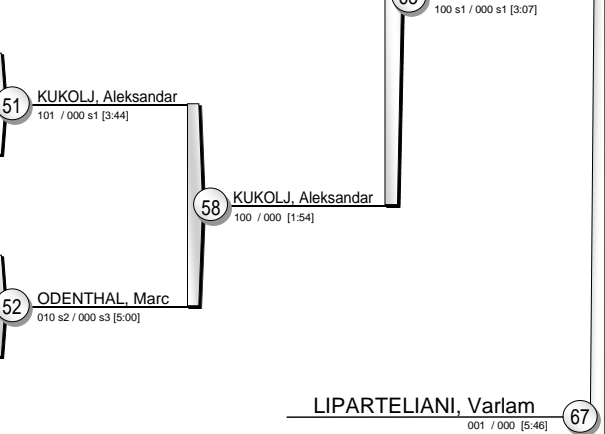 100 s1 / 000 s1 [3:07]
51 KUKOLJ, Aleksandar
101 / 000 s1 [3:44]
58 KUKOLJ, Aleksandar
100 / 000 [1:54]
52 ODENTHAL, Marc
010 s2 / 000 s3 [5:00]
LIPARTELIANI, Varlam 67
001 / 000 [5:46]